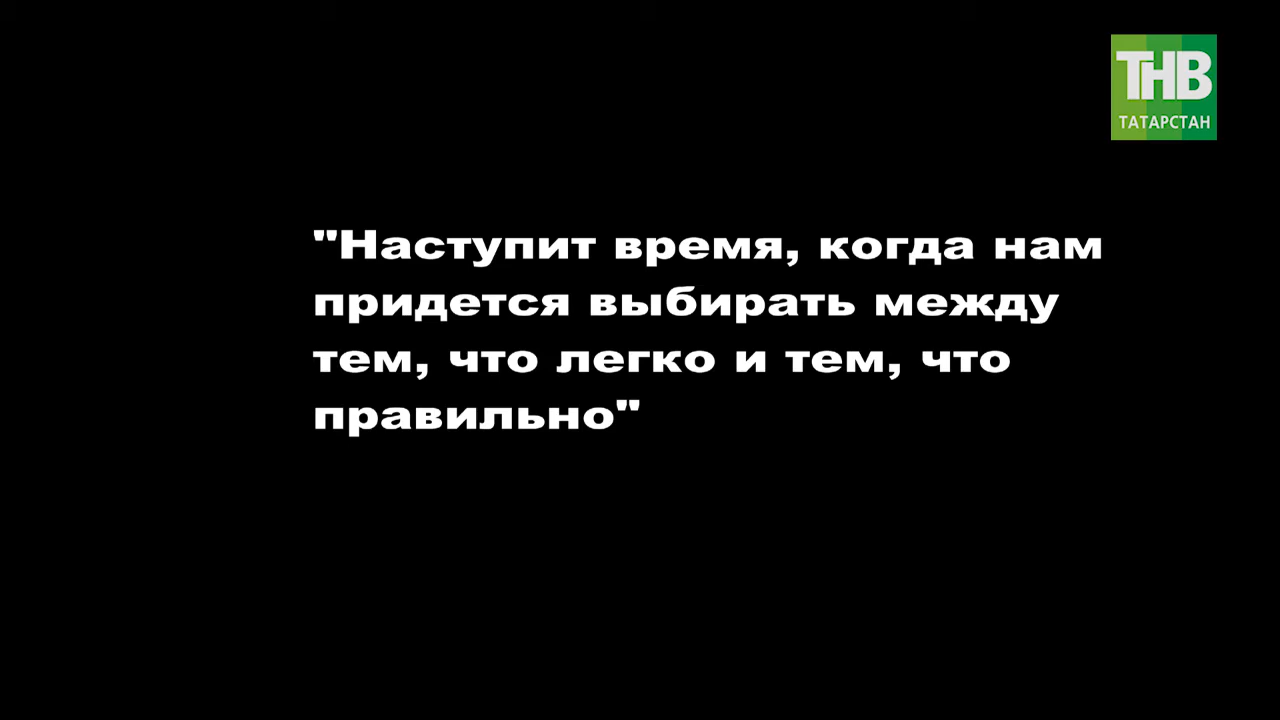 ТНВ
ТАТАРСТАН
"Наступит время, когда нам
придется выбирать между
тем, что легко и тем, что
правильно"